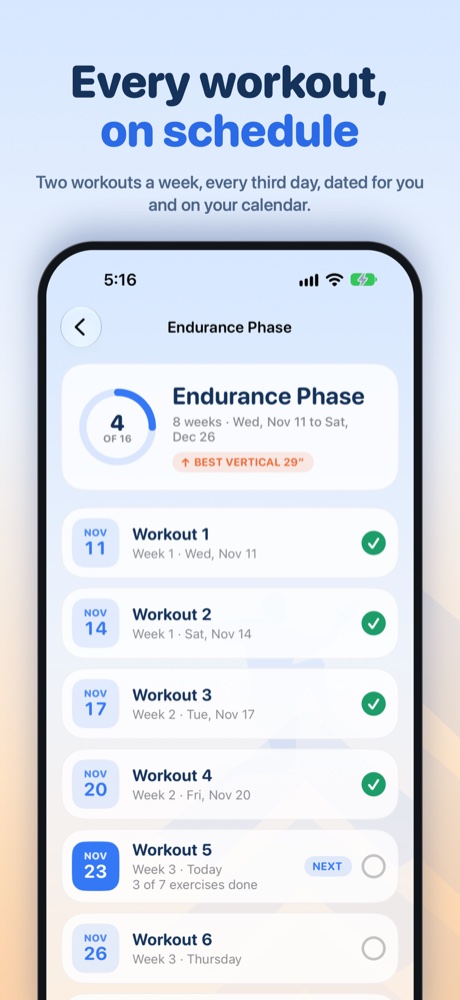 Every workout,
on schedule
Two workouts a week, every third day, dated for you
and on your calendar.
5:16
Endurance Phase
4
OF 16
Endurance Phase
8 weeks · Wed, Nov 11 to Sat,
Dec 26
↑ BEST VERTICAL 29″
NOV
11
Workout 1
Week 1 · Wed, Nov 11
NOV
14
Workout 2
Week 1 · Sat, Nov 14
NOV
17
Workout 3
Week 2 · Tue, Nov 17
NOV
20
Workout 4
Week 2 · Fri, Nov 20
NOV
23
Workout 5
Week 3 · Today
3 of 7 exercises done
NEXT
NOV
26
Workout 6
Week 3 · Thursday